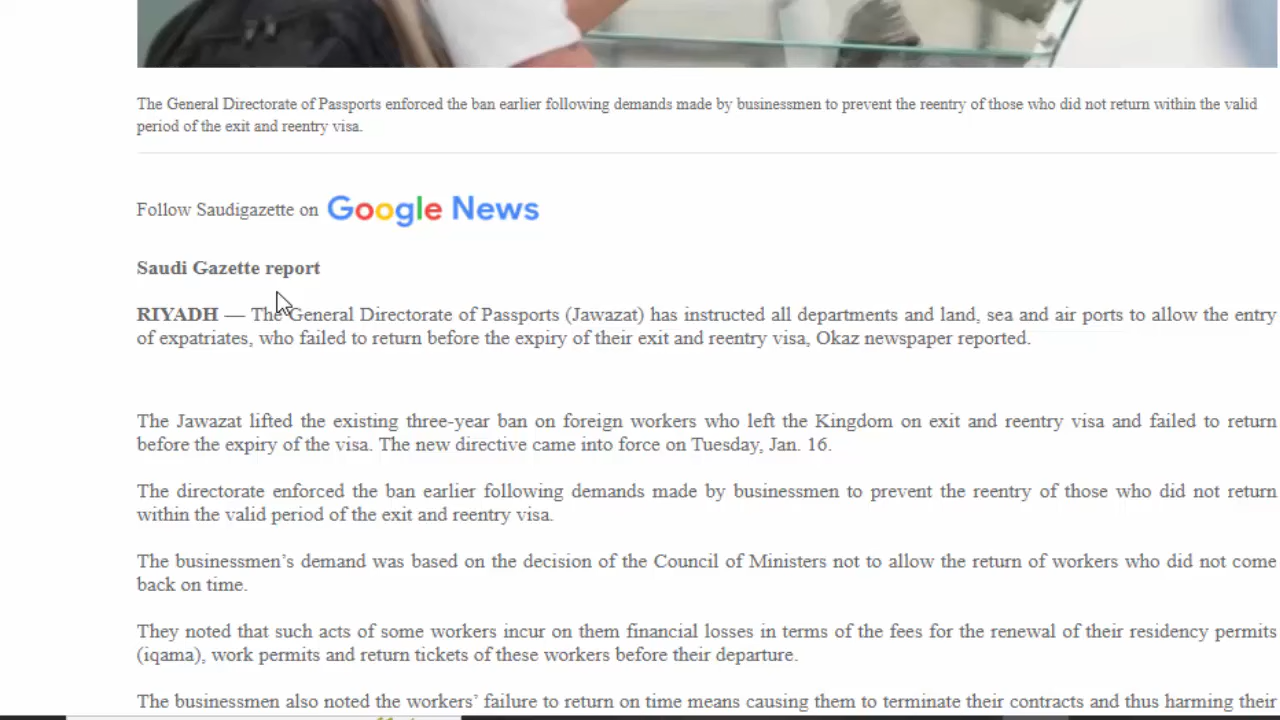 The General Directorate of Passports enforced the ban earlier following demands made by businessmen to prevent the reentry of those who did not return within the valid
period of the exit and reentry visa.
Follow Saudigazette on Google News
Saudi Gazette report
RIYADH — The General Directorate of Passports (Jawazat) has instructed all departments and land, sea and air ports to allow the entry
of expatriates, who failed to return before the expiry of their exit and reentry visa, Okaz newspaper reported.
The Jawazat lifted the existing three-year ban on foreign workers who left the Kingdom on exit and reentry visa and failed to return
before the expiry of the visa. The new directive came into force on Tuesday, Jan. 16.
The directorate enforced the ban earlier following demands made by businessmen to prevent the reentry of those who did not return
within the valid period of the exit and reentry visa.
The businessmen’s demand was based on the decision of the Council of Ministers not to allow the return of workers who did not come
back on time.
They noted that such acts of some workers incur on them financial losses in terms of the fees for the renewal of their residency permits
(iqama), work permits and return tickets of these workers before their departure.
The businessmen also noted the workers’ failure to return on time means causing them to terminate their contracts and thus harming their